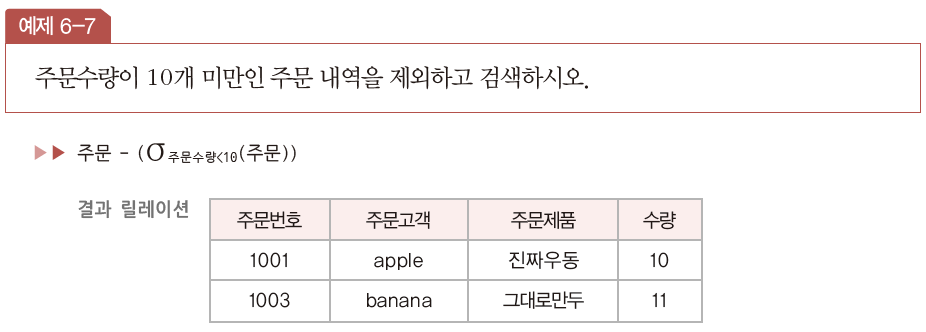 예제 6-7
주문수량이 10개 미만인 주문 내역을 제외하고 검색하시오.
▶▶ 주문 - (σ주문수량<10(주문))
결과 릴레이션
주문번호 주문고객 주문제품 수량
1001 apple 진짜우동 10
1003 banana 그대로만두 11